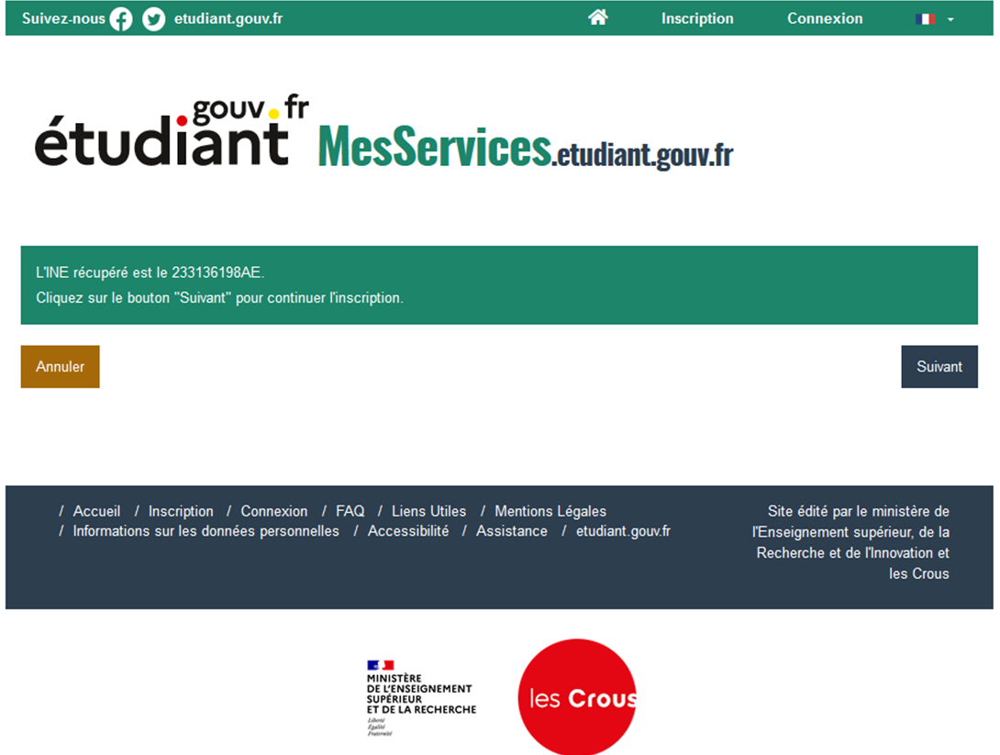 Suivez-nous etudiant.gouv.fr Inscription Connexion
étudiant gouv.fr MesServices.etudiant.gouv.fr
L'INE récupéré est le 233136198AE.
Cliquez sur le bouton "Suivant" pour continuer l'inscription.
Annuler Suivant
/ Accueil / Inscription / Connexion / FAQ / Liens Utiles / Mentions Légales
/ Informations sur les données personnelles / Accessibilité / Assistance / etudiant.gouv.fr
Site édité par le ministère de
l'Enseignement supérieur, de la
Recherche et de l'Innovation et
les Crous
MINISTÈRE
DE L'ENSEIGNEMENT
SUPÉRIEUR
ET DE LA RECHERCHE
Liberté
Égalité
Fraternité
les Crous